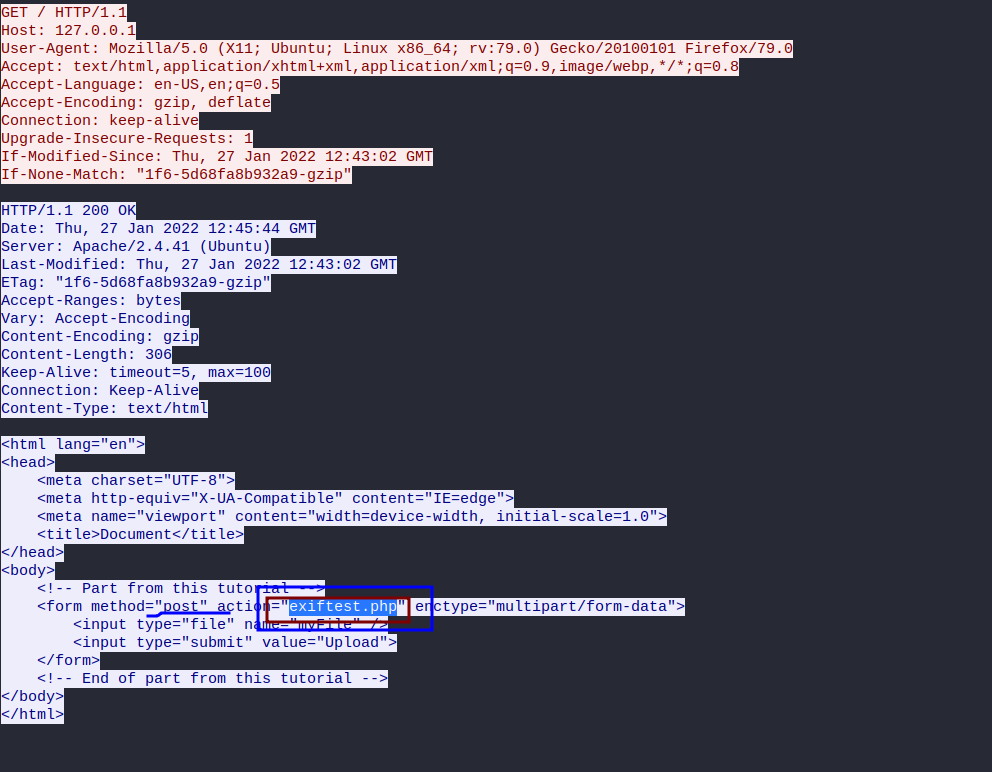 GET / HTTP/1.1
Host: 127.0.0.1
User-Agent: Mozilla/5.0 (X11; Ubuntu; Linux x86_64; rv:79.0) Gecko/20100101 Firefox/79.0
Accept: text/html,application/xhtml+xml,application/xml;q=0.9,image/webp,*/*;q=0.8
Accept-Language: en-US,en;q=0.5
Accept-Encoding: gzip, deflate
Connection: keep-alive
Upgrade-Insecure-Requests: 1
If-Modified-Since: Thu, 27 Jan 2022 12:43:02 GMT
If-None-Match: "1f6-5d68fa8b932a9-gzip"

HTTP/1.1 200 OK
Date: Thu, 27 Jan 2022 12:45:44 GMT
Server: Apache/2.4.41 (Ubuntu)
Last-Modified: Thu, 27 Jan 2022 12:43:02 GMT
ETag: "1f6-5d68fa8b932a9-gzip"
Accept-Ranges: bytes
Vary: Accept-Encoding
Content-Encoding: gzip
Content-Length: 306
Keep-Alive: timeout=5, max=100
Connection: Keep-Alive
Content-Type: text/html

<html lang="en">
<head>
    <meta charset="UTF-8">
    <meta http-equiv="X-UA-Compatible" content="IE=edge">
    <meta name="viewport" content="width=device-width, initial-scale=1.0">
    <title>Document</title>
</head>
<body>
    <!-- Part from this tutorial -->
    <form method="post" action="exiftest.php" enctype="multipart/form-data">
        <input type="file" name="myFile" />
        <input type="submit" value="Upload">
    </form>
    <!-- End of part from this tutorial -->
</body>
</html>